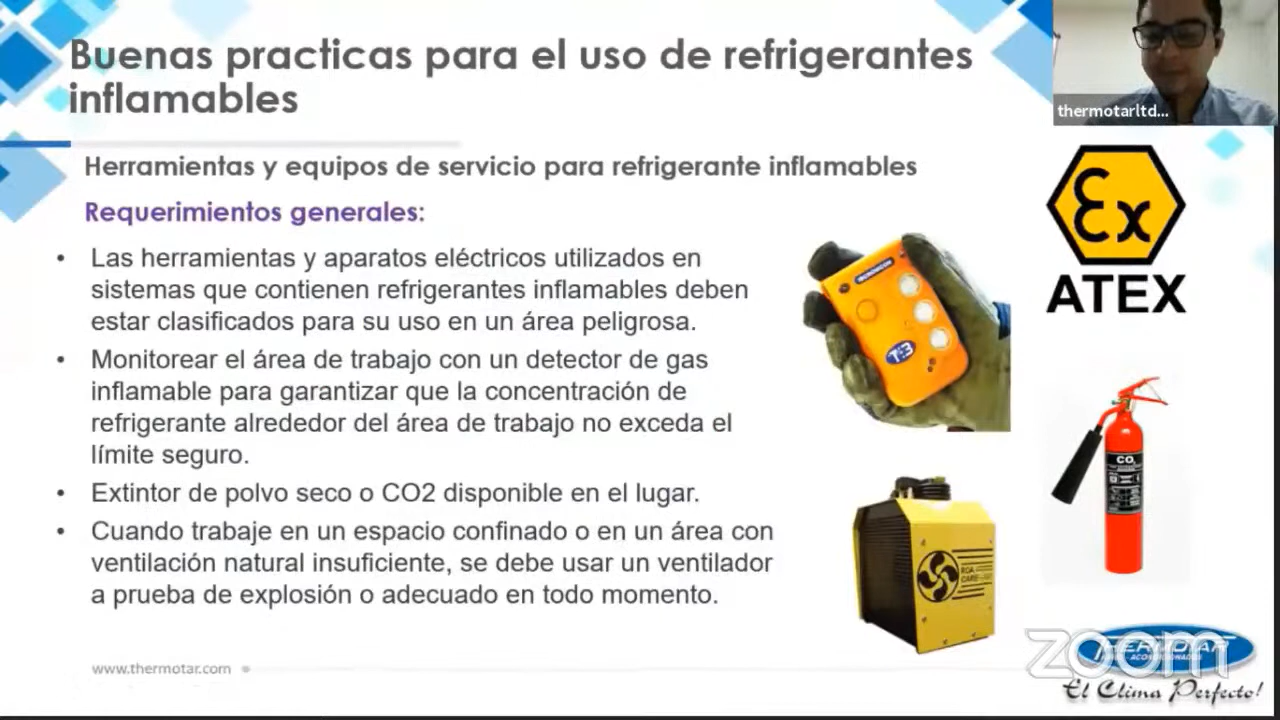 Buenas practicas para el uso de refrigerantes
inflamables
thermotarltd...
Herramientas y equipos de servicio para refrigerante inflamables
Requerimientos generales:
• Las herramientas y aparatos eléctricos utilizados en
sistemas que contienen refrigerantes inflamables deben
estar clasificados para su uso en un área peligrosa.
• Monitorear el área de trabajo con un detector de gas
inflamable para garantizar que la concentración de
refrigerante alrededor del área de trabajo no exceda el
límite seguro.
• Extintor de polvo seco o CO2 disponible en el lugar.
• Cuando trabaje en un espacio confinado o en un área con
ventilación natural insuficiente, se debe usar un ventilador
a prueba de explosión o adecuado en todo momento.
Ex
ATEX
CO2
www.thermotar.com
zoom
THERMOTAR
El Clima Perfecto!